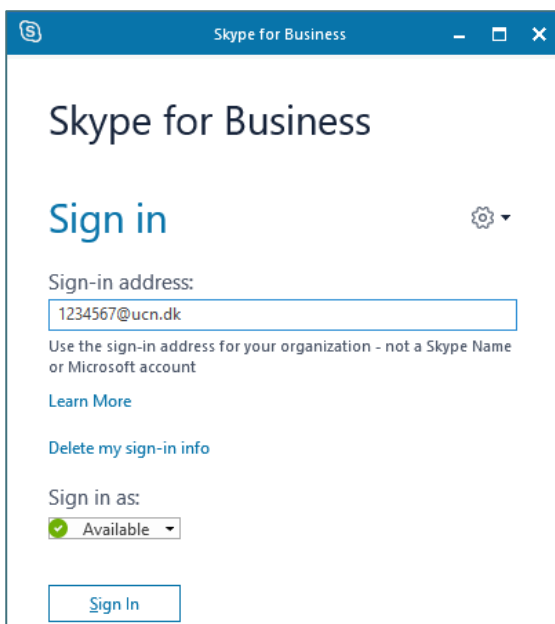 Skype for Business
Skype for Business
Sign in
Sign-in address:
1234567@ucn.dk
Use the sign-in address for your organization - not a Skype Name
or Microsoft account
Learn More
Delete my sign-in info
Sign in as:
Available
Sign In